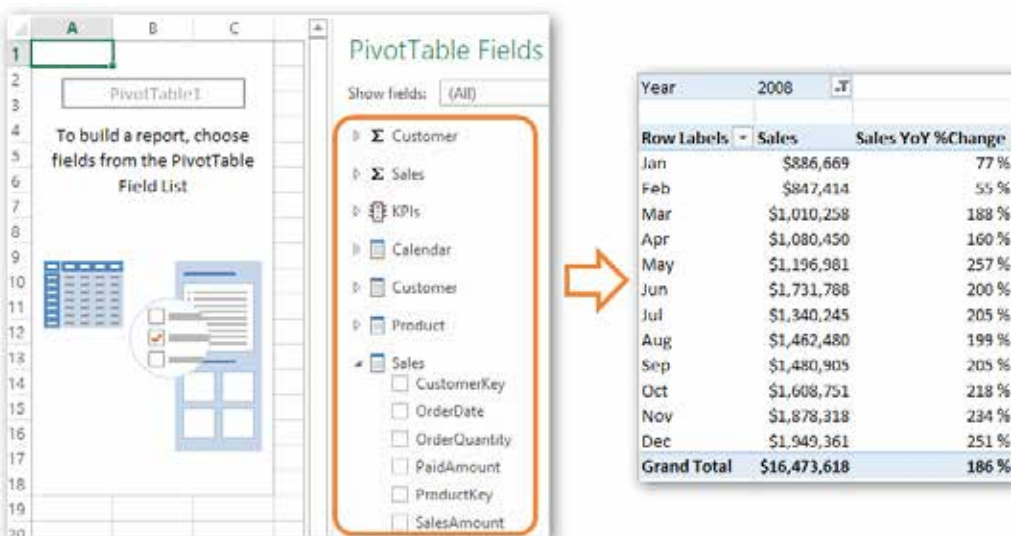 A B C
1
2
3
4
5
6
7
8
9
10
11
12
13
14
15
16
17
18
19
20
PivotTable1
To build a report, choose
fields from the PivotTable
Field List
PivotTable Fields
Show fields: (All)
Σ Customer
Σ Sales
KPIs
Calendar
Customer
Product
Sales
CustomerKey
OrderDate
OrderQuantity
PaidAmount
ProductKey
SalesAmount
Year 2008
Row Labels Sales Sales YoY %Change
Jan $886,669 77 %
Feb $847,414 55 %
Mar $1,010,258 188 %
Apr $1,080,450 160 %
May $1,196,981 257 %
Jun $1,731,788 200 %
Jul $1,340,245 205 %
Aug $1,462,480 199 %
Sep $1,480,905 205 %
Oct $1,608,751 218 %
Nov $1,878,318 234 %
Dec $1,949,361 251 %
Grand Total $16,473,618 186 %